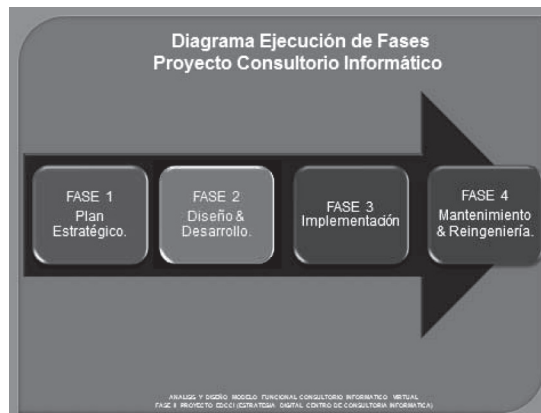 Diagrama Ejecución de Fases
Proyecto Consultorio Informático
FASE 1
Plan
Estratégico.
FASE 2
Diseño &
Desarrollo.
FASE 3
Implementación
FASE 4
Mantenimiento
& Reingeniería.
ANALISIS Y DISEÑO MODELO FUNCIONAL CONSULTORIO INFORMATICO VIRTUAL
FASE II PROYECTO EDCCI (ESTRATEGIA DIGITAL CENTRO DE CONSULTORIA INFORMATICA)